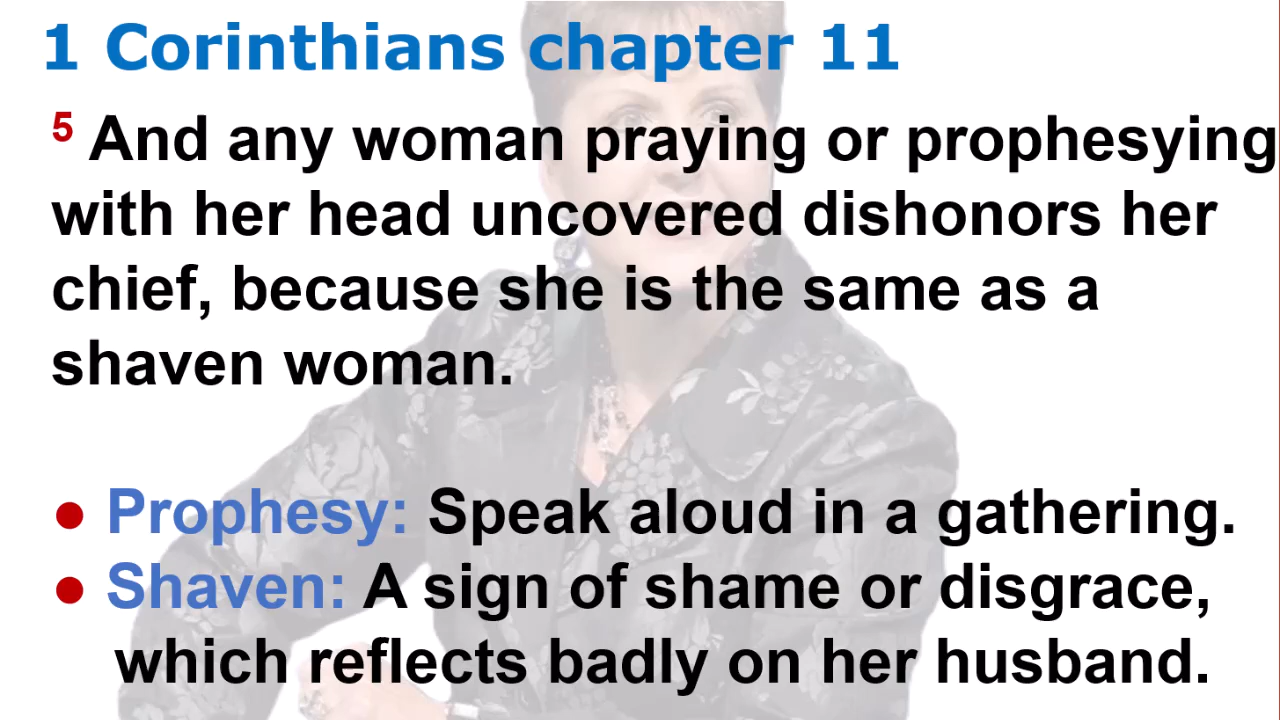 1 Corinthians chapter 11
5 And any woman praying or prophesying
with her head uncovered dishonors her
chief, because she is the same as a
shaven woman.
● Prophesy: Speak aloud in a gathering.
● Shaven: A sign of shame or disgrace,
which reflects badly on her husband.